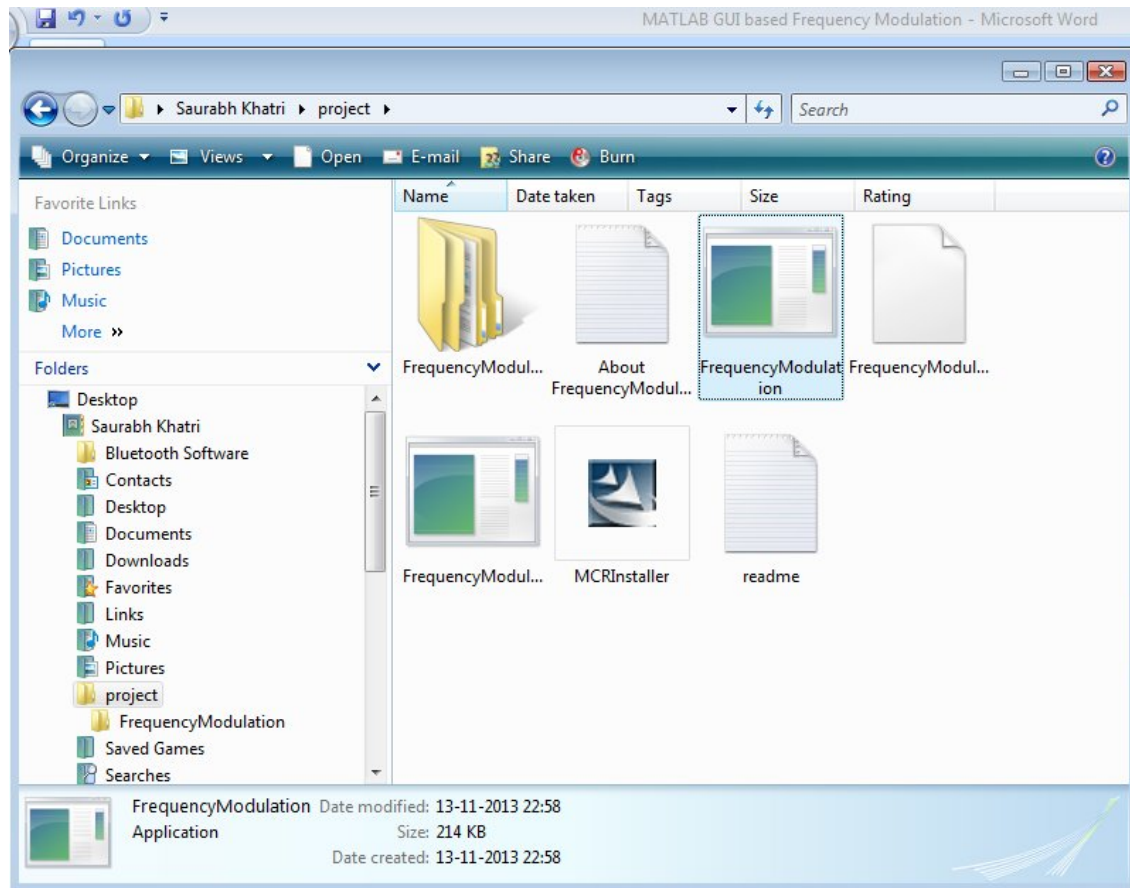 MATLAB GUI based Frequency Modulation - Microsoft Word
Saurabh Khatri ▸ project ▸
Search
Organize Views Open E-mail Share Burn
Favorite Links
Documents
Pictures
Music
More »
Folders
Desktop
Saurabh Khatri
Bluetooth Software
Contacts
Desktop
Documents
Downloads
Favorites
Links
Music
Pictures
project
FrequencyModulation
Saved Games
Searches
Name Date taken Tags Size Rating
FrequencyModul...
About
FrequencyModul...
FrequencyModulat
ion
FrequencyModul...
FrequencyModul...
MCRInstaller
readme
FrequencyModulation Date modified: 13-11-2013 22:58
Application Size: 214 KB
Date created: 13-11-2013 22:58